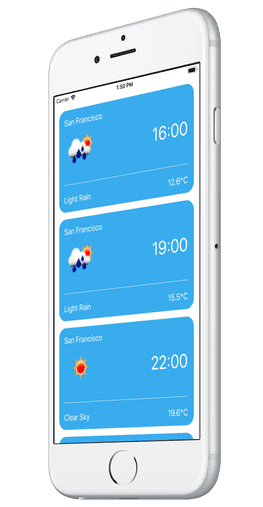 Carrier 1:50 PM
San Francisco
16:00
Light Rain 12.6°C
San Francisco
19:00
Light Rain 15.5°C
San Francisco
22:00
Clear Sky 19.6°C